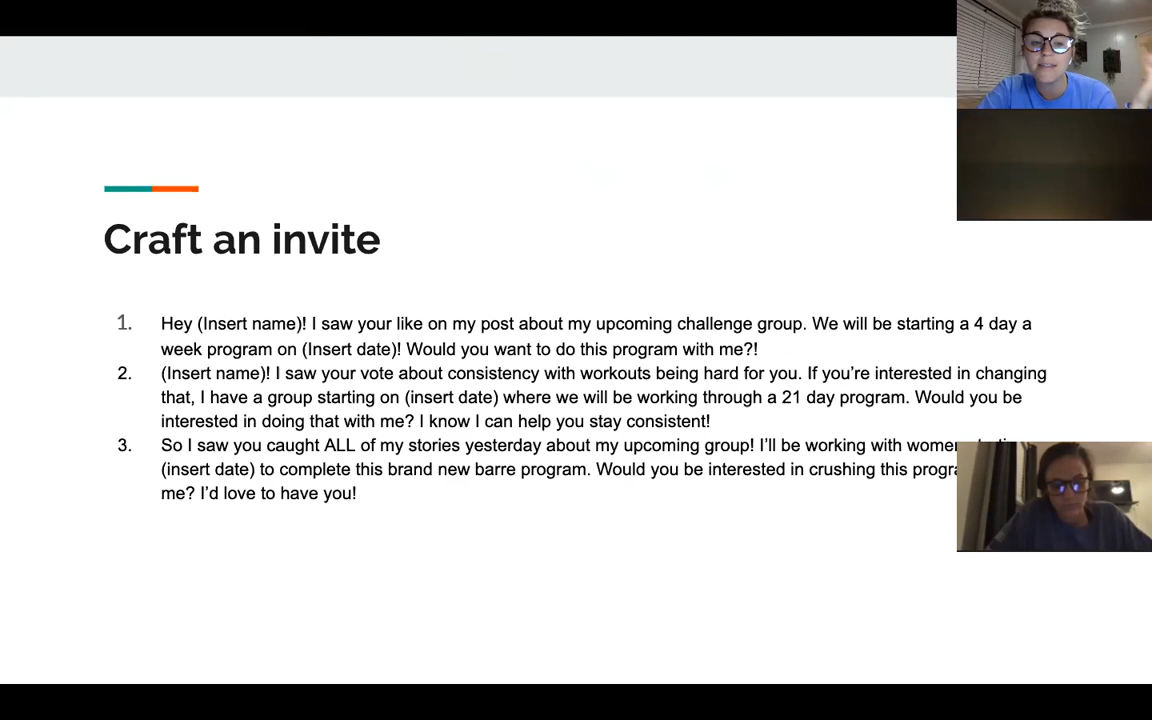 Craft an invite
1. Hey (Insert name)! I saw your like on my post about my upcoming challenge group. We will be starting a 4 day a
week program on (Insert date)! Would you want to do this program with me?!
2. (Insert name)! I saw your vote about consistency with workouts being hard for you. If you’re interested in changing
that, I have a group starting on (insert date) where we will be working through a 21 day program. Would you be
interested in doing that with me? I know I can help you stay consistent!
3. So I saw you caught ALL of my stories yesterday about my upcoming group! I’ll be working with
(insert date) to complete this brand new barre program. Would you be interested in crushing this
me? I’d love to have you!